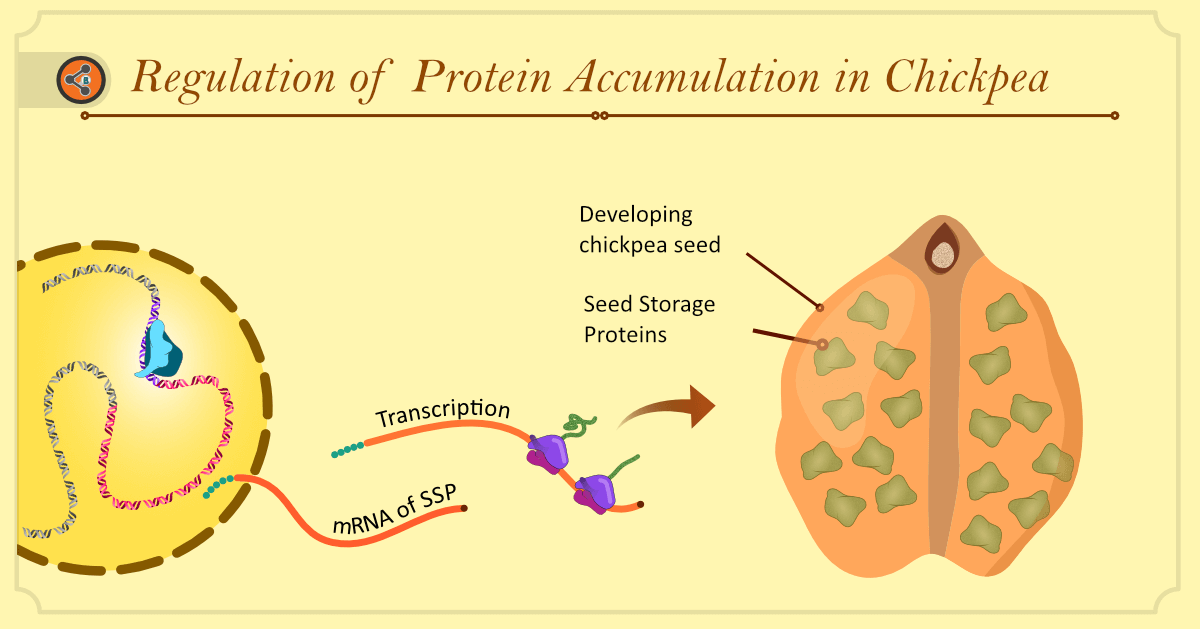 Regulation of Protein Accumulation in Chickpea
Developing
chickpea seed
Seed Storage
Proteins
Transcription
mRNA of SSP